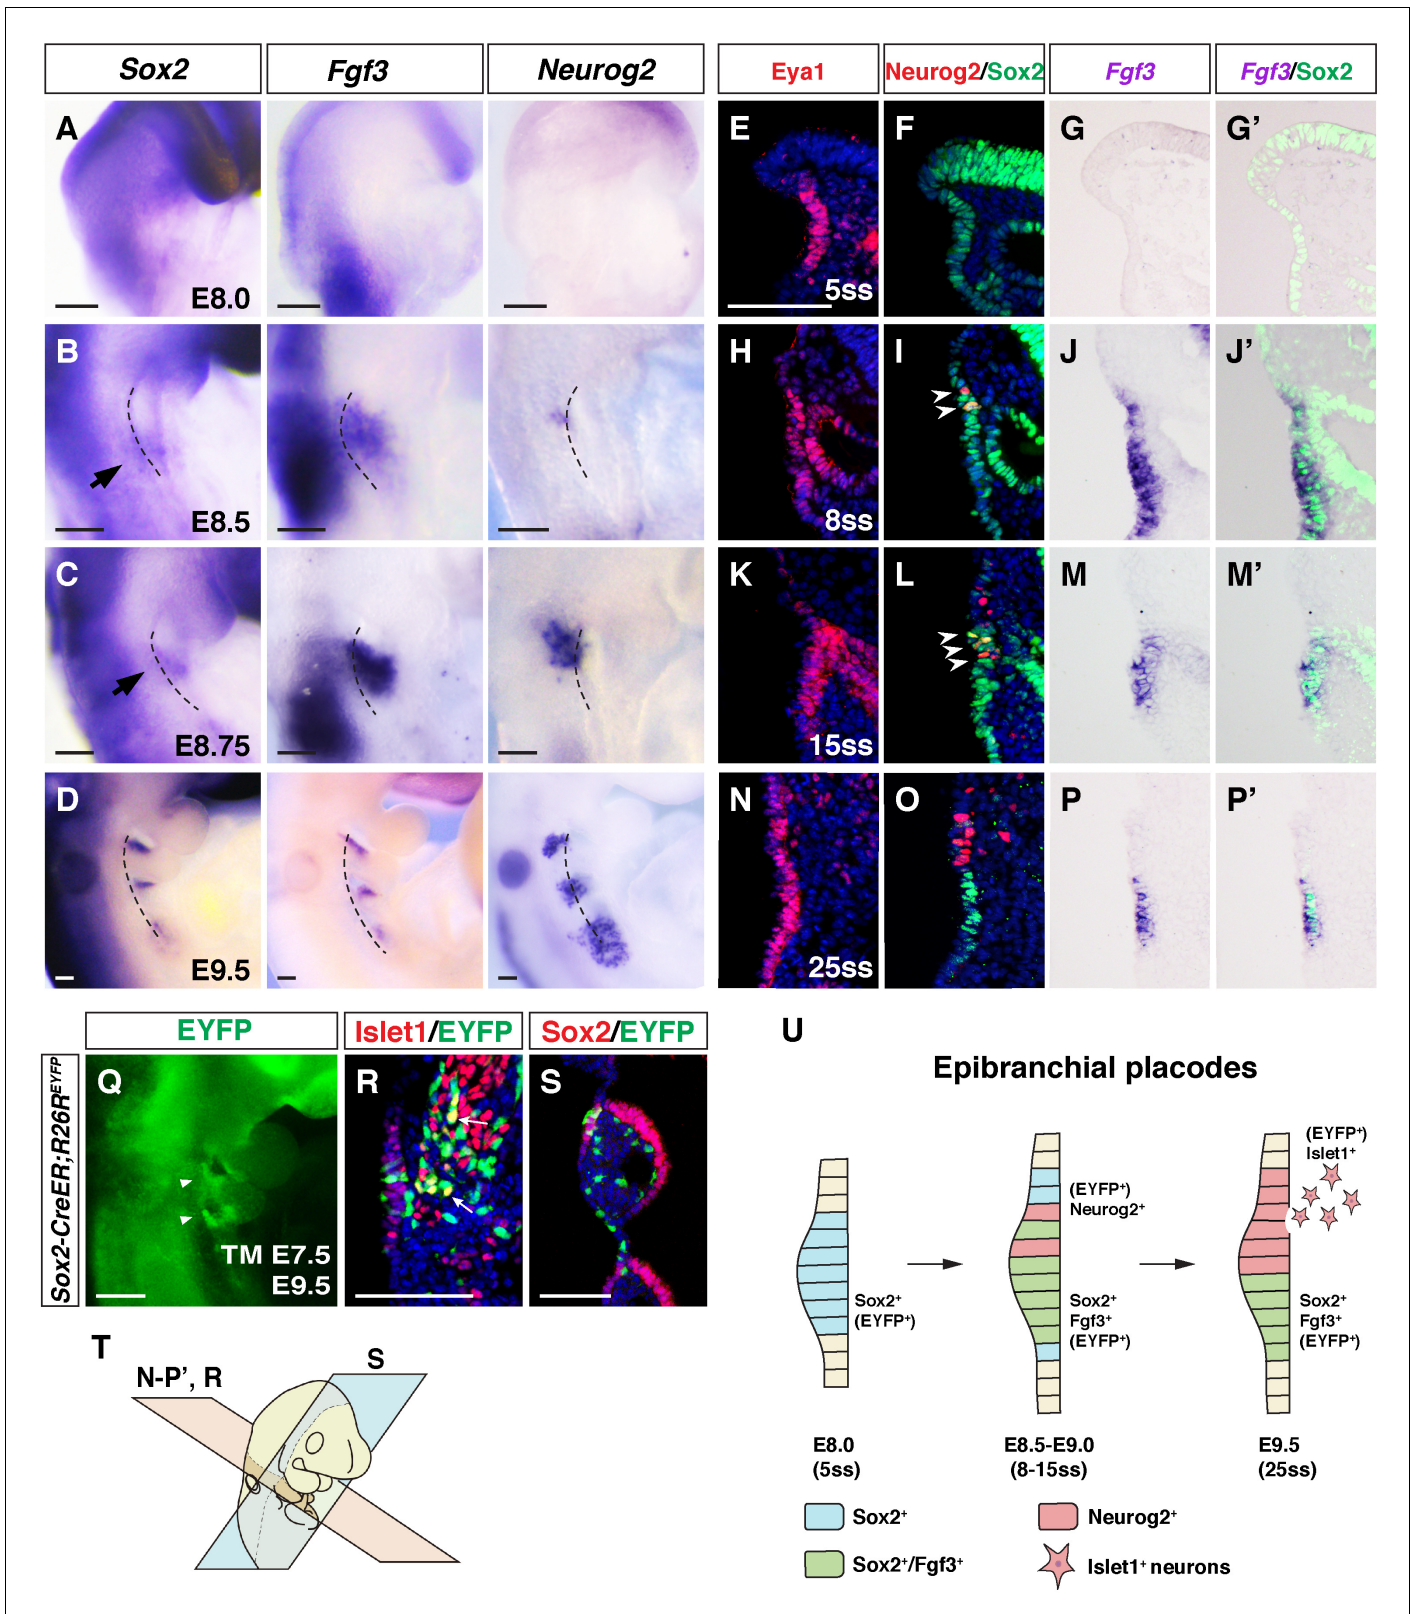 Sox2 Fgf3 Neurog2 Eya1 Neurog2/Sox2 Fgf3 Fgf3/Sox2
A E8.0 E 5ss F G G’
B E8.5 H 8ss I J J’
C E8.75 K 15ss L M M’
D E9.5 N 25ss O P P’
EYFP Islet1/EYFP Sox2/EYFP
Sox2-CreER;R26R^EYFP
Q
TM E7.5
E9.5
R
S
T
N-P’, R
S
U
Epibranchial placodes
Sox2⁺
(EYFP⁺)
(EYFP⁺)
Neurog2⁺
Sox2⁺
Fgf3⁺
(EYFP⁺)
(EYFP⁺)
Islet1⁺
Sox2⁺
Fgf3⁺
(EYFP⁺)
E8.0
(5ss)
E8.5-E9.0
(8-15ss)
E9.5
(25ss)
Sox2⁺
Neurog2⁺
Sox2⁺/Fgf3⁺
Islet1⁺ neurons